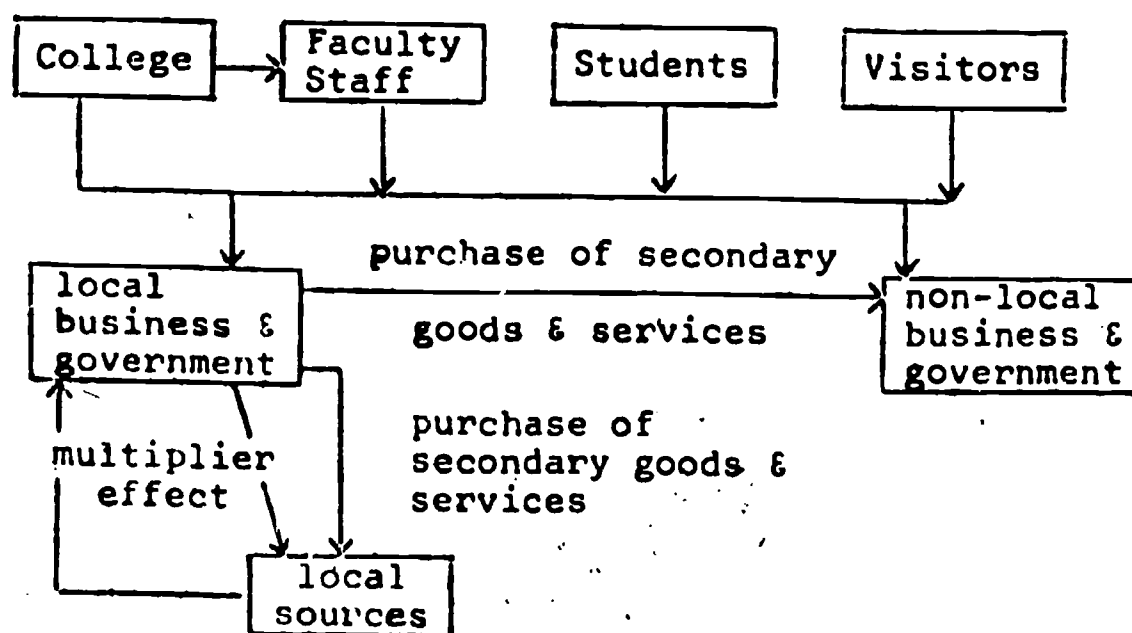 College
Faculty
Staff
Students
Visitors
purchase of secondary
goods & services
local
business &
government
non-local
business &
government
multiplier
effect
purchase of
secondary goods &
services
local
sources